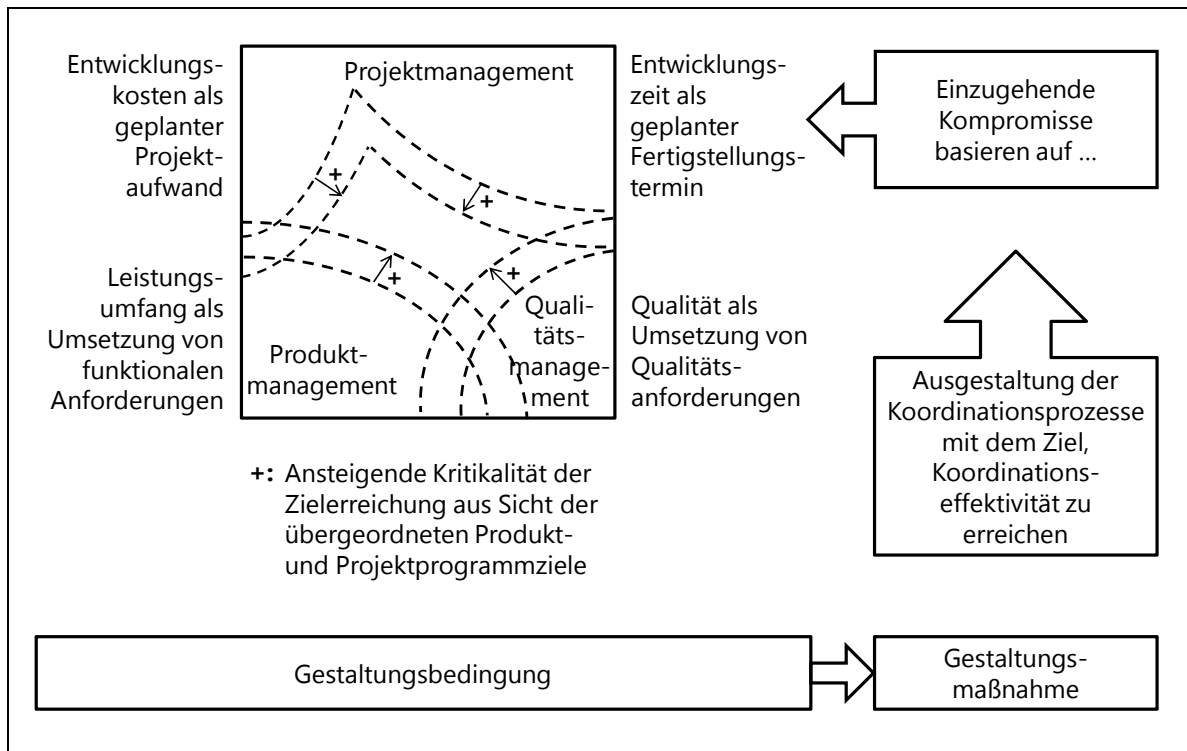 Entwicklungs-
kosten als
geplanter
Projekt-
aufwand
Projektmanagement
Entwicklungs-
zeit als
geplanter
Fertigstellungs-
termin
Einzugehende
Kompromisse
basieren auf ...
+
+
+
+
Leistungs-
umfang als
Umsetzung von
funktionalen
Anforderungen
Produkt-
management
Quali-
täts-
manage-
ment
Qualität als
Umsetzung von
Qualitäts-
anforderungen
Ausgestaltung der
Koordinationsprozesse
mit dem Ziel,
Koordinations-
effektivität zu
erreichen
+: Ansteigende Kritikalität der
Zielerreichung aus Sicht der
übergeordneten Produkt-
und Projektprogrammziele
Gestaltungsbedingung
Gestaltungs-
maßnahme